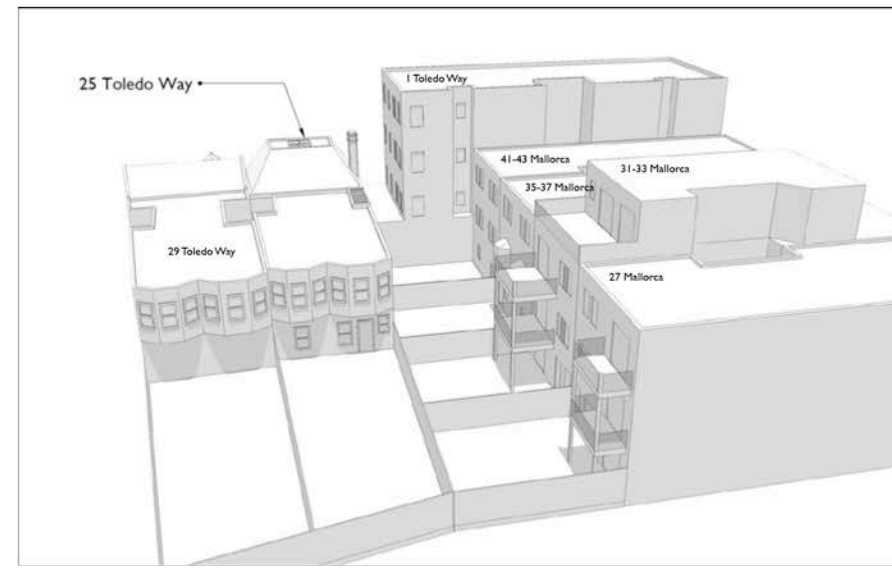 1 Toledo Way
25 Toledo Way
41-43 Mallorca
31-33 Mallorca
35-37 Mallorca
29 Toledo Way
27 Mallorca